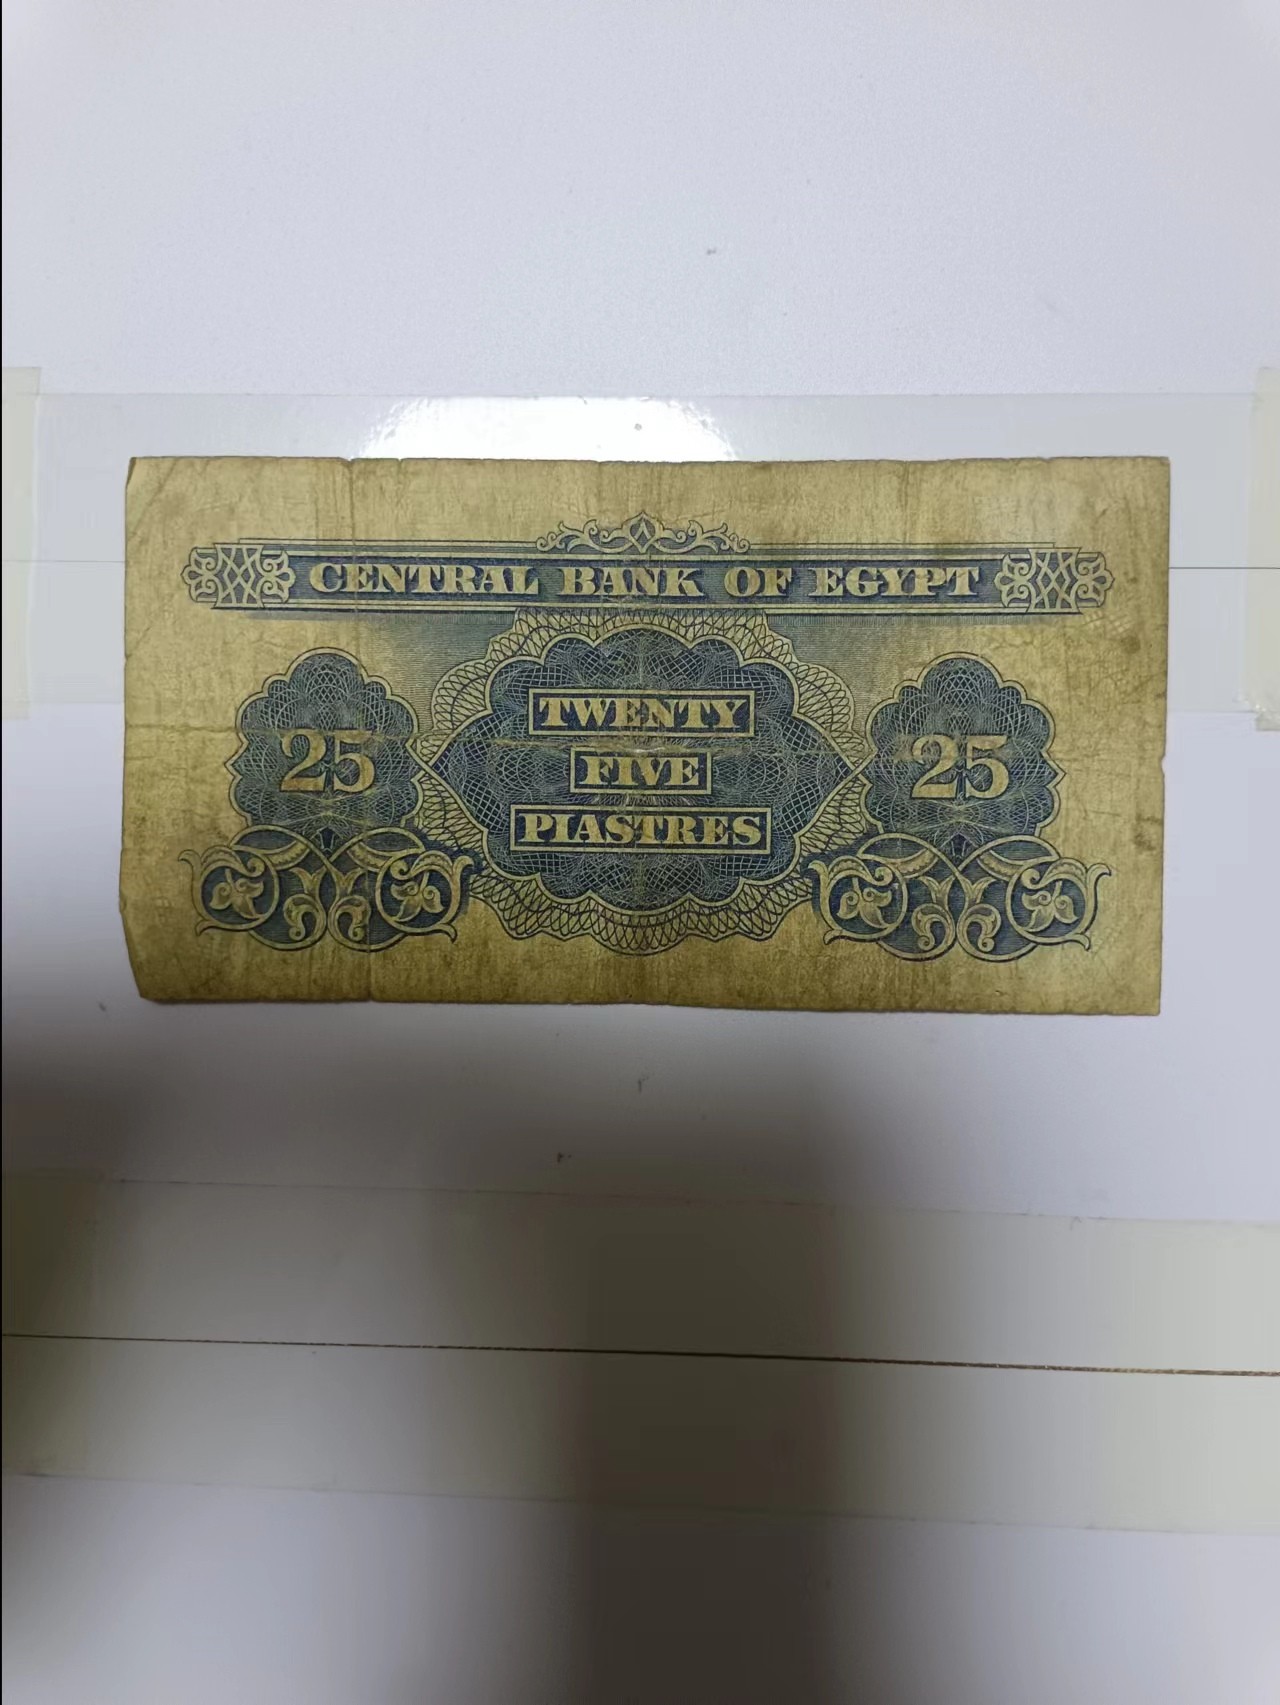 CENTRAL BANK OF EGYPT
TWENTY
25 FIVE 25
PIASTRES